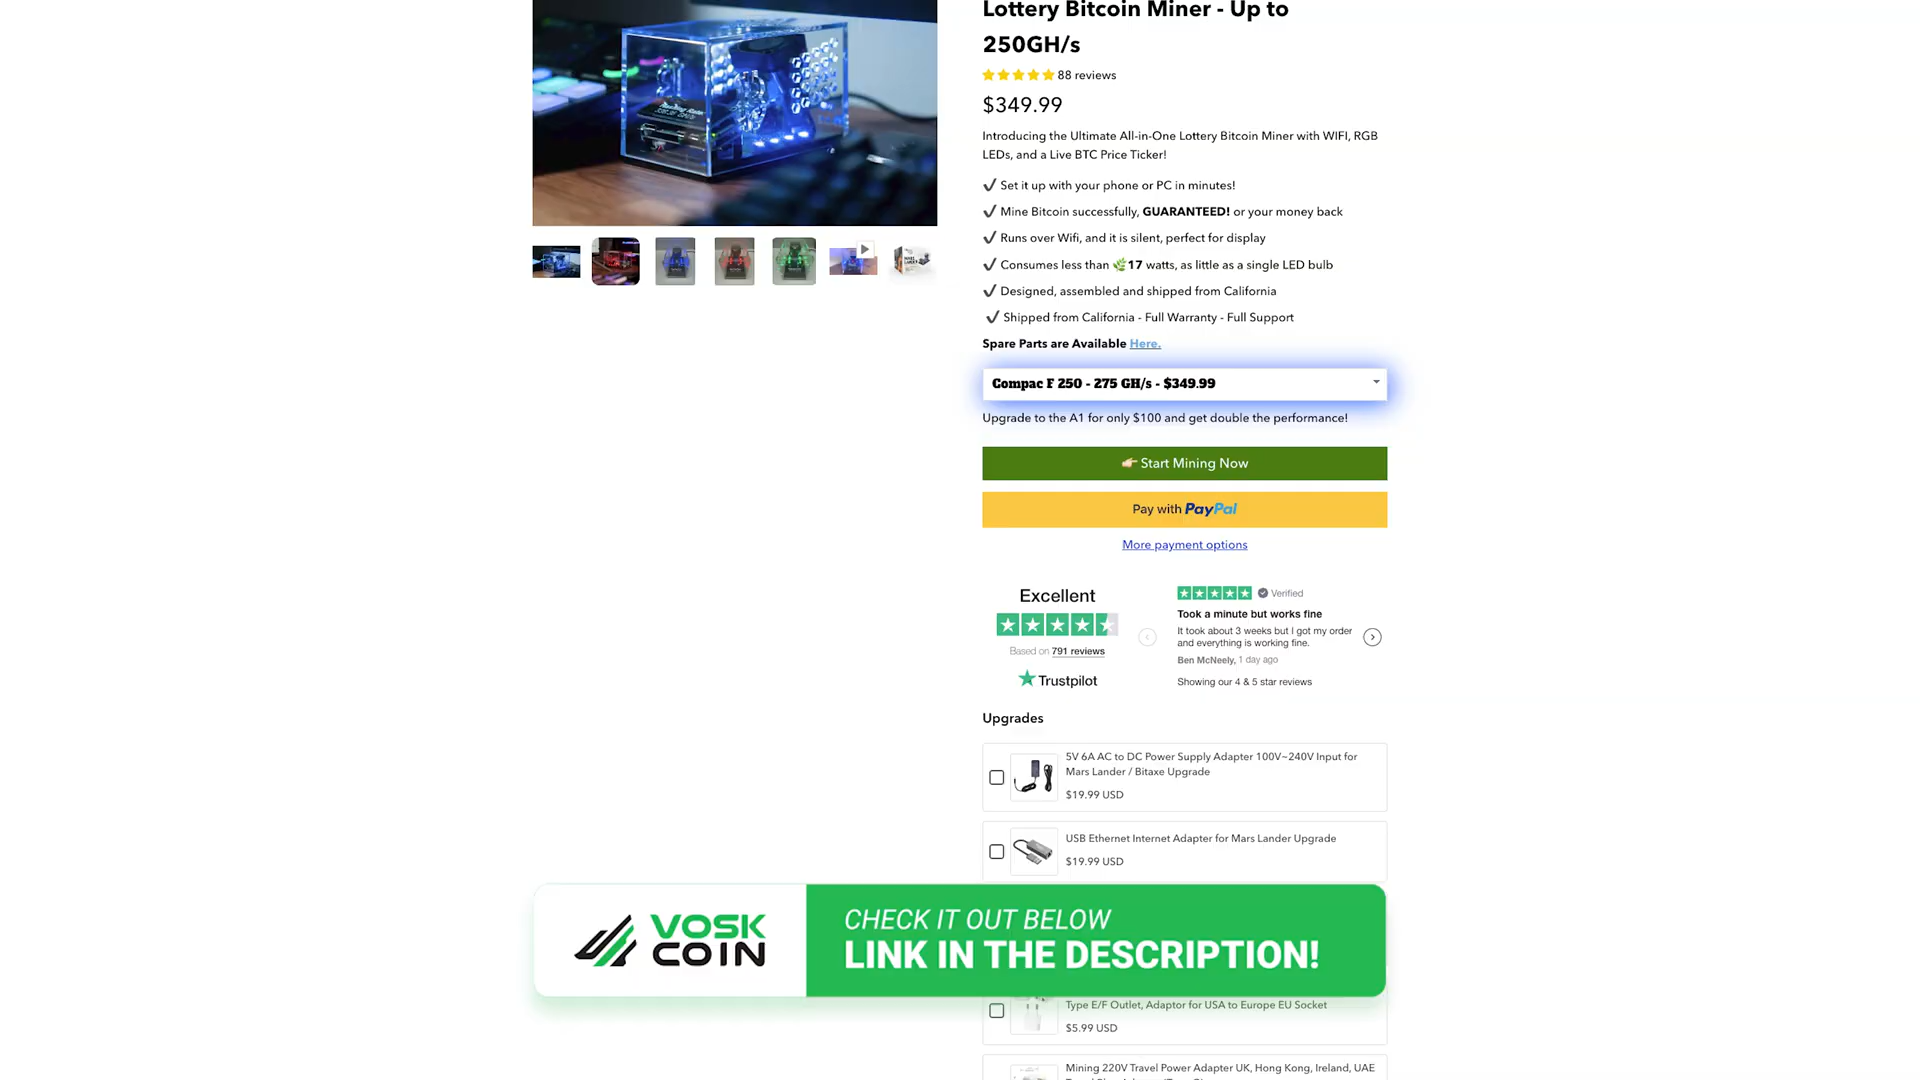 Lottery Bitcoin Miner - Up to
250GH/s
88 reviews
$349.99
Introducing the Ultimate All-in-One Lottery Bitcoin Miner with WIFI, RGB
LEDs, and a Live BTC Price Ticker!
✔ Set it up with your phone or PC in minutes!
✔ Mine Bitcoin successfully, GUARANTEED! or your money back
✔ Runs over Wifi, and it is silent, perfect for display
✔ Consumes less than 🌿17 watts, as little as a single LED bulb
✔ Designed, assembled and shipped from California
✔ Shipped from California - Full Warranty - Full Support
Spare Parts are Available Here.
Compac F 250 - 275 GH/s - $349.99
Upgrade to the A1 for only $100 and get double the performance!
👉 Start Mining Now
Pay with PayPal
More payment options
Excellent
Based on 791 reviews
Trustpilot
Verified
Took a minute but works fine
It took about 3 weeks but I got my order
and everything is working fine.
Ben McNeely, 1 day ago
Showing our 4 & 5 star reviews
Upgrades
5V 6A AC to DC Power Supply Adapter 100V~240V Input for
Mars Lander / Bitaxe Upgrade
$19.99 USD
USB Ethernet Internet Adapter for Mars Lander Upgrade
$19.99 USD
VOSK
COIN
CHECK IT OUT BELOW
LINK IN THE DESCRIPTION!
Type E/F Outlet, Adaptor for USA to Europe EU Socket
$5.99 USD
Mining 220V Travel Power Adapter UK, Hong Kong, Ireland, UAE